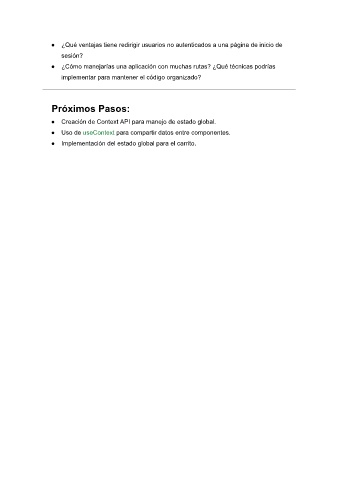 ● ¿Qué ventajas tiene redirigir usuarios no autenticados a una página de inicio de
sesión?
● ¿Cómo manejarías una aplicación con muchas rutas? ¿Qué técnicas podrías
implementar para mantener el código organizado?
Próximos Pasos:
● Creación de Context API para manejo de estado global.
● Uso de useContext para compartir datos entre componentes.
● Implementación del estado global para el carrito.